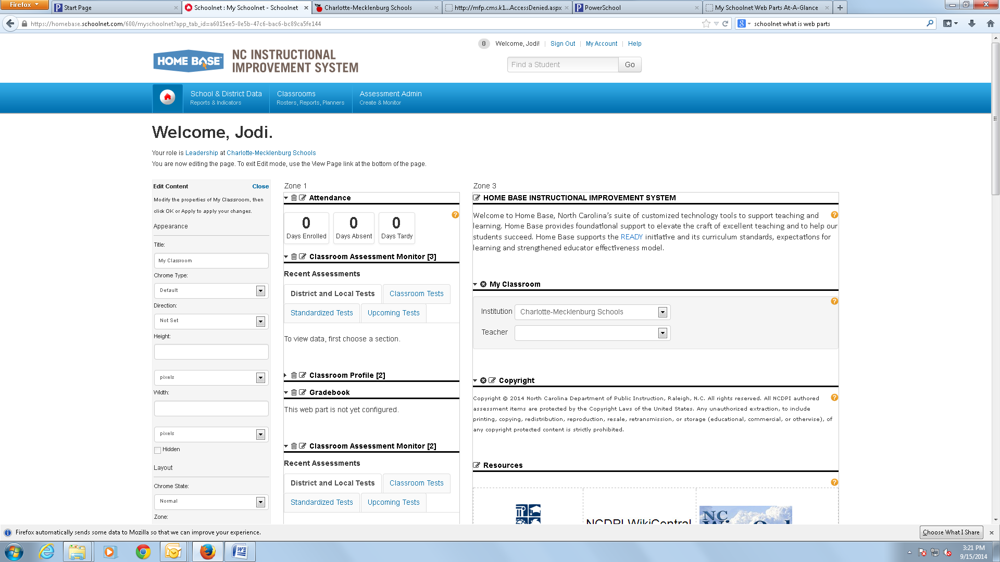 Firefox
Start Page
Schoolnet : My Schoolnet - Schoolnet
Charlotte-Mecklenburg Schools
http://mfp.cms.k1...AccessDenied.aspx
PowerSchool
My Schoolnet Web Parts At-A-Glance
https://homebase.schoolnet.com/600/myschoolnet?app_tab_id=a6015ee5-0e5b-47c6-bac6-bc89ca5fe144
schoolnet what is web parts
0 Welcome, Jodi! Sign Out My Account Help
HOME BASE
NC INSTRUCTIONAL
IMPROVEMENT SYSTEM
Find a Student Go
School & District Data
Reports & Indicators
Classrooms
Rosters, Reports, Planners
Assessment Admin
Create & Monitor
Welcome, Jodi.
Your role is Leadership at Charlotte-Mecklenburg Schools
You are now editing the page. To exit Edit mode, use the View Page link at the bottom of the page.
Edit Content Close
Modify the properties of My Classroom, then
click OK or Apply to apply your changes.
Appearance
Title:
My Classroom
Chrome Type:
Default
Direction:
Not Set
Height:
pixels
Width:
pixels
Hidden
Layout
Chrome State:
Normal
Zone:
Zone 1
Attendance
0 Days Enrolled
0 Days Absent
0 Days Tardy
Classroom Assessment Monitor [3]
Recent Assessments
District and Local Tests Classroom Tests
Standardized Tests Upcoming Tests
To view data, first choose a section.
Classroom Profile [2]
Gradebook
This web part is not yet configured.
Classroom Assessment Monitor [2]
Recent Assessments
District and Local Tests Classroom Tests
Standardized Tests Upcoming Tests
Zone 3
HOME BASE INSTRUCTIONAL IMPROVEMENT SYSTEM
Welcome to Home Base, North Carolina's suite of customized technology tools to support teaching and
learning. Home Base provides foundational support to elevate the craft of excellent teaching and to help our
students succeed. Home Base supports the READY initiative and its curriculum standards, expectations for
learning and strengthened educator effectiveness model.
My Classroom
Institution Charlotte-Mecklenburg Schools
Teacher
Copyright
Copyright © 2014 North Carolina Department of Public Instruction, Raleigh, N.C. All rights reserved. All NCDPI authored
assessment items are protected by the Copyright Laws of the United States. Any unauthorized extraction, to include
printing, copying, redistribution, reproduction, resale, retransmission, or storage (educational, commercial, or otherwise), of
any copyright protected content is strictly prohibited.
Resources
NCDPI WikiCentral
NC
Firefox automatically sends some data to Mozilla so that we can improve your experience.
Choose What I Share
3:21 PM
9/15/2014